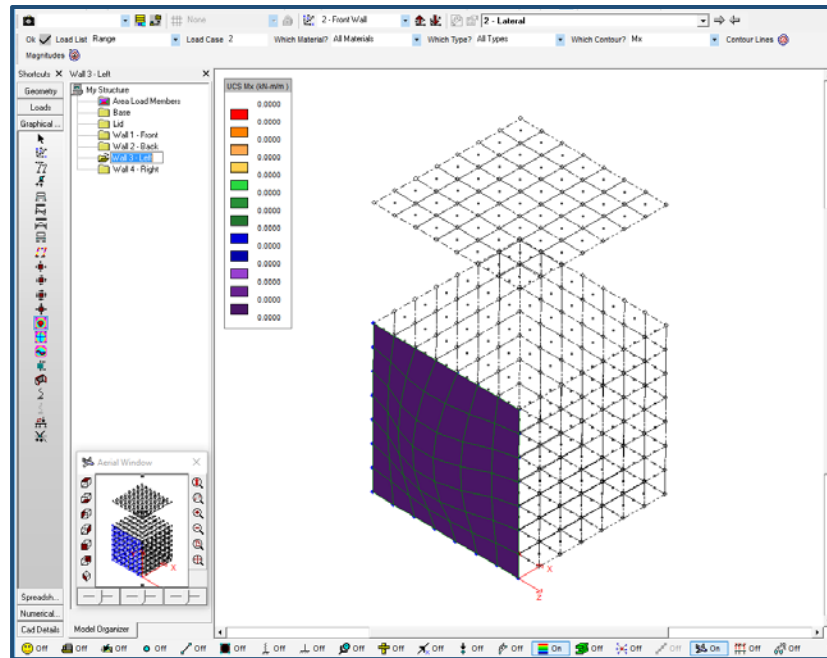 None 2 - Front Wall 2 - Lateral
Ok Load List Range Load Case 2 Which Material? All Materials Which Type? All Types Which Contour? Mx Contour Lines
Magnitudes
Shortcuts Wall 3 - Left
Geometry
Loads
Graphical...
My Structure
Area Load Members
Base
Lid
Wall 1 - Front
Wall 2 - Back
Wall 3 - Left
Wall 4 - Right
UCS Mx (kN-m/m )
0.0000
0.0000
0.0000
0.0000
0.0000
0.0000
0.0000
0.0000
0.0000
0.0000
0.0000
0.0000
Aerial Window
X
X
Z
Spreadsh...
Numerical...
Cad Details
Model Organizer
Off Off Off Off Off Off Off Off Off Off Off Off Off On Off Off Off On Off Off